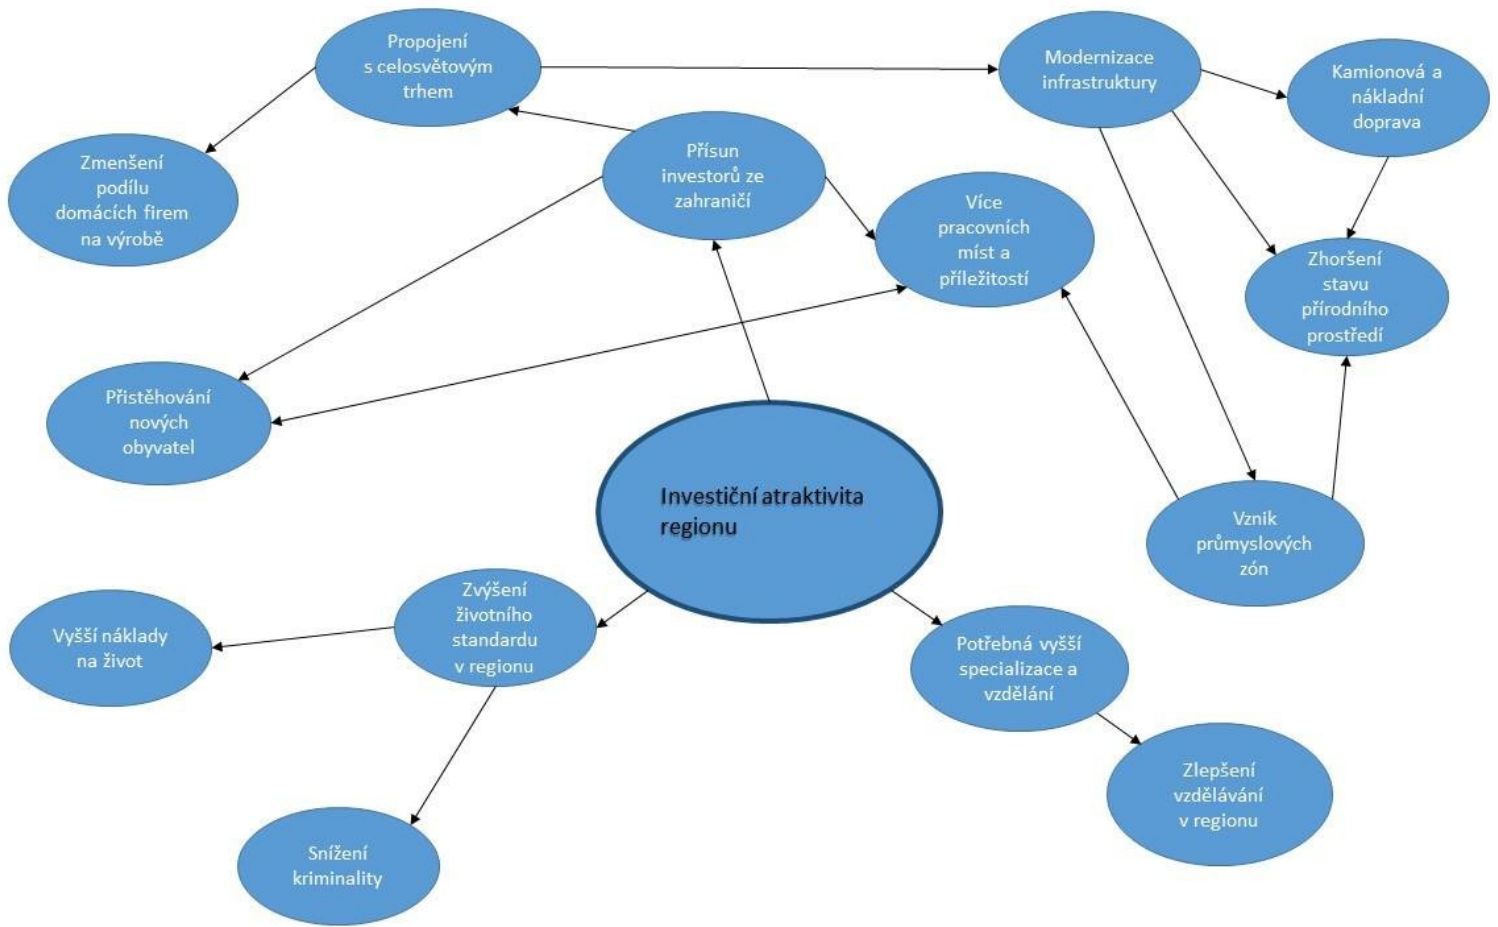 Propojení
s celosvětovým
trhem
Modernizace
infrastruktury
Kamionová a
nákladní
doprava
Zmenšení
podílu
domácích firem
na výrobě
Přísun
investorů ze
zahraničí
Více
pracovních
míst a
příležitostí
Zhoršení
stavu
přírodního
prostředí
Přistěhování
nových
obyvatel
Investiční atraktivita
regionu
Vznik
průmyslových
zón
Vyšší náklady
na život
Zvýšení
životního
standardu
v regionu
Potřebná vyšší
specializace a
vzdělání
Zlepšení
vzdělávání
v regionu
Snížení
kriminality